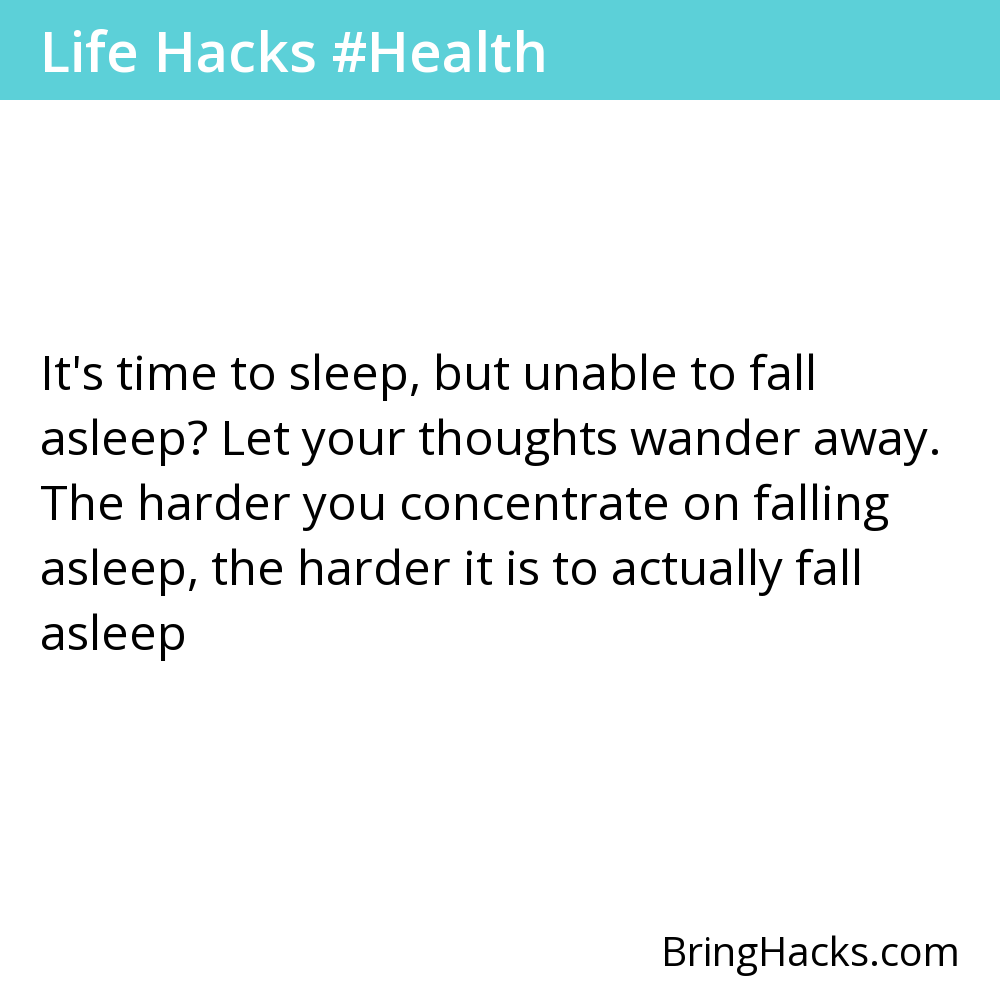 Life Hacks #Health
It's time to sleep, but unable to fall
asleep? Let your thoughts wander away.
The harder you concentrate on falling
asleep, the harder it is to actually fall
asleep
BringHacks.com